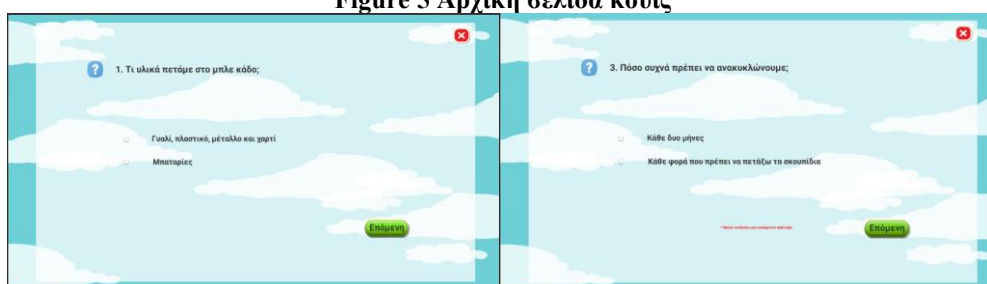 Figure 5 Αρχική σελίδα κουίζ
1. Τι υλικά πετάμε στο μπλε κάδο;
Γυαλί, πλαστικό, μέταλλο και χαρτί
Μπαταρίες
Επόμενη
3. Πόσο συχνά πρέπει να ανακυκλώνουμε;
Κάθε δυο μήνες
Κάθε φορά που πρέπει να πετάξω τα σκουπίδια
Επόμενη